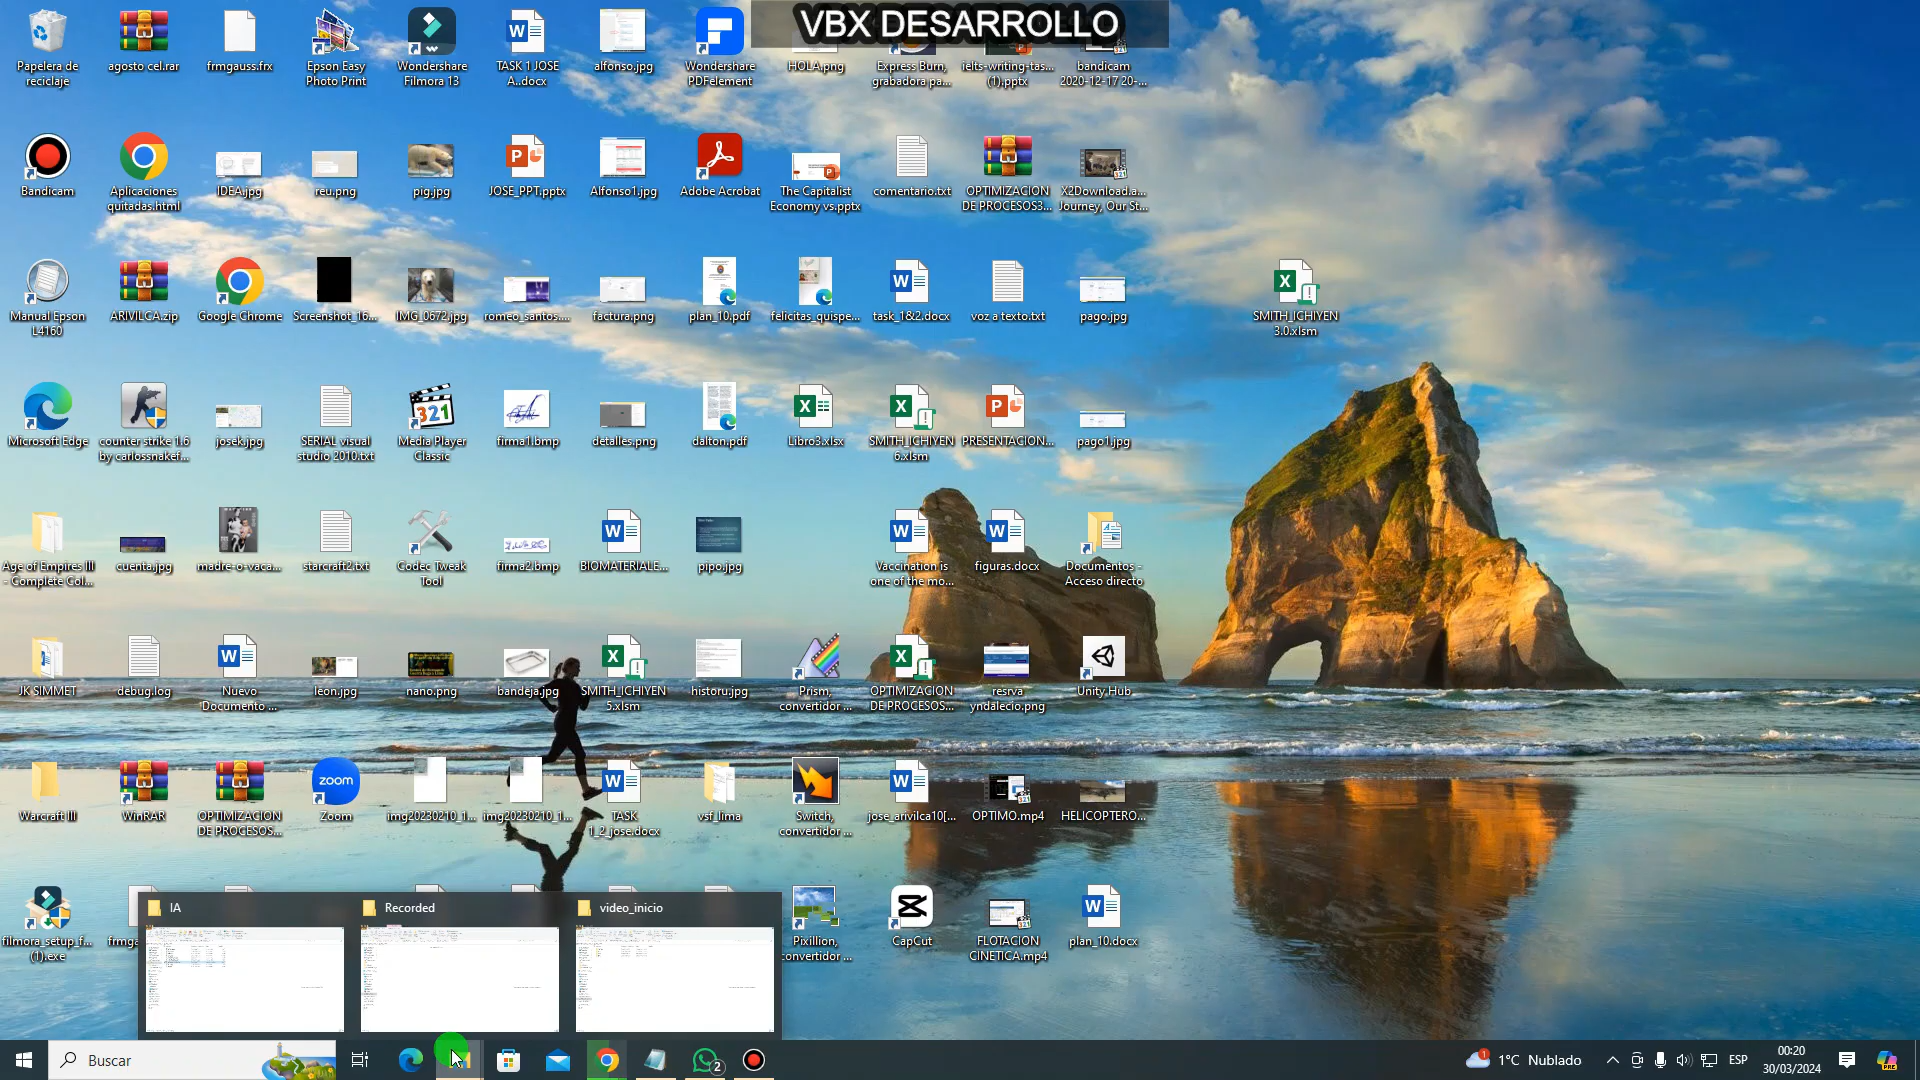 VBX DESARROLLO
Papelera de
reciclaje
agosto cel.rar
frmgauss.frx
Epson Easy
Photo Print
Wondershare
Filmora 13
TASK 1 JOSE
A..docx
alfonso.jpg
Wondershare
PDFelement
HOLA.png
Express Burn,
grabadora pa...
ielts-writing-tas...
(1).pptx
bandicam
2020-12-17 20-...
Bandicam
Aplicaciones
quitadas.html
IDEA.jpg
reu.png
pig.jpg
JOSE_PPT.pptx
Alfonso1.jpg
Adobe Acrobat
The Capitalist
Economy vs.pptx
comentario.txt
OPTIMIZACION
DE PROCESOS3...
X2Download.a...
Journey, Our St...
Manual Epson
L4160
ARIVILCA.zip
Google Chrome
Screenshot_16...
IMG_0672.jpg
romeo_santos....
factura.png
plan_10.pdf
felicitas_quispe...
task_1&2.docx
voz a texto.txt
pago.jpg
SMITH_ICHIYEN
3.0.xlsm
Microsoft Edge
counter strike 1.6
by carlossnakef...
josek.jpg
SERIAL visual
studio 2010.txt
Media Player
Classic
firma1.bmp
detalles.png
dalton.pdf
Libro3.xlsx
SMITH_ICHIYEN
6.xlsm
PRESENTACION...
pago1.jpg
Age of Empires III
- Complete Col...
cuenta.jpg
madre-o-vaca...
starcraft2.txt
Codec Tweak
Tool
firma2.bmp
BIOMATERIALE...
pipo.jpg
Vaccination is
one of the mo...
figuras.docx
Documentos -
Acceso directo
JK SIMMET
debug.log
Nuevo
Documento ...
leon.jpg
nano.png
bandeja.jpg
SMITH_ICHIYEN
5.xlsm
historu.jpg
Prism,
convertidor ...
OPTIMIZACION
DE PROCESOS...
resrva
yndalecio.png
Unity Hub
Warcraft III
WinRAR
OPTIMIZACION
DE PROCESOS...
Zoom
img20230210_1...
img20230210_1...
TASK
1_2_jose.docx
vsf_lima
Switch,
convertidor ...
jose_arivilca10[...
OPTIMO.mp4
HELICOPTERO...
filmora_setup_f...
(1).exe
frmga
IA
Recorded
video_inicio
Pixillion,
convertidor ...
CapCut
FLOTACION
CINETICA.mp4
plan_10.docx
Buscar
2
1
1°C Nublado
ESP
00:20
30/03/2024